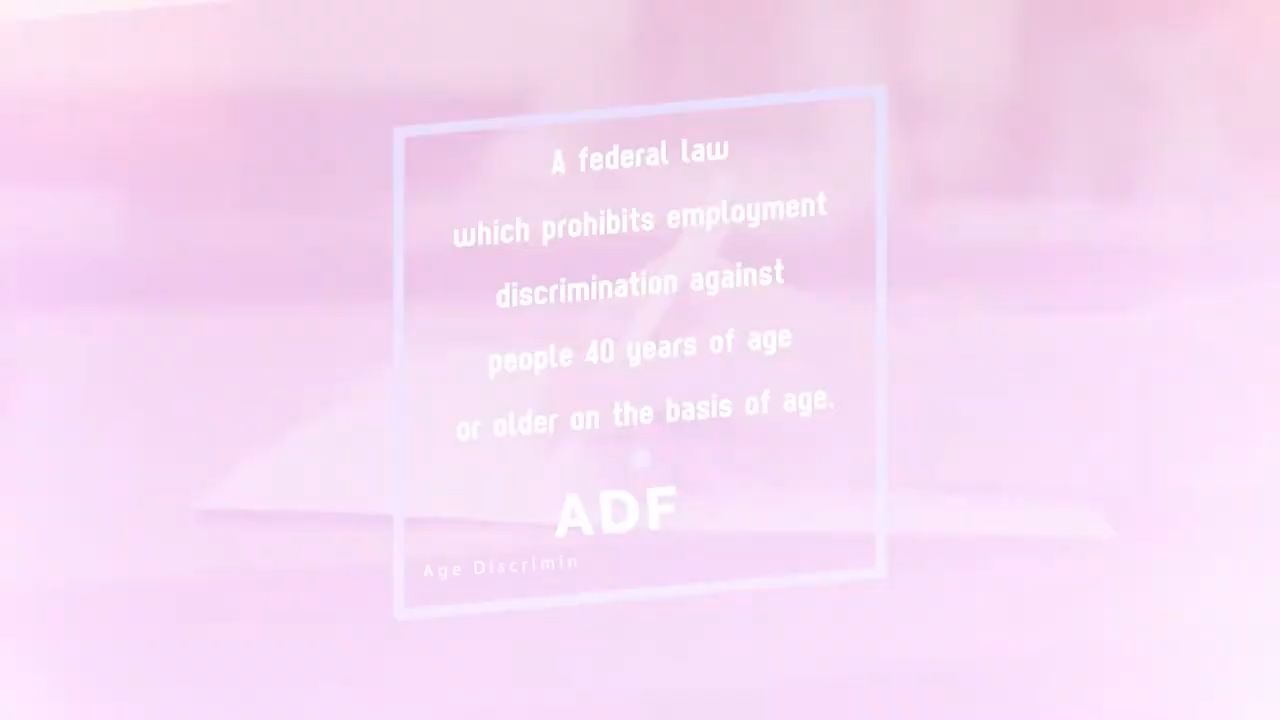 A federal law
which prohibits employment
discrimination against
people 40 years of age
or older on the basis of age.
ADF
Age Discrimin